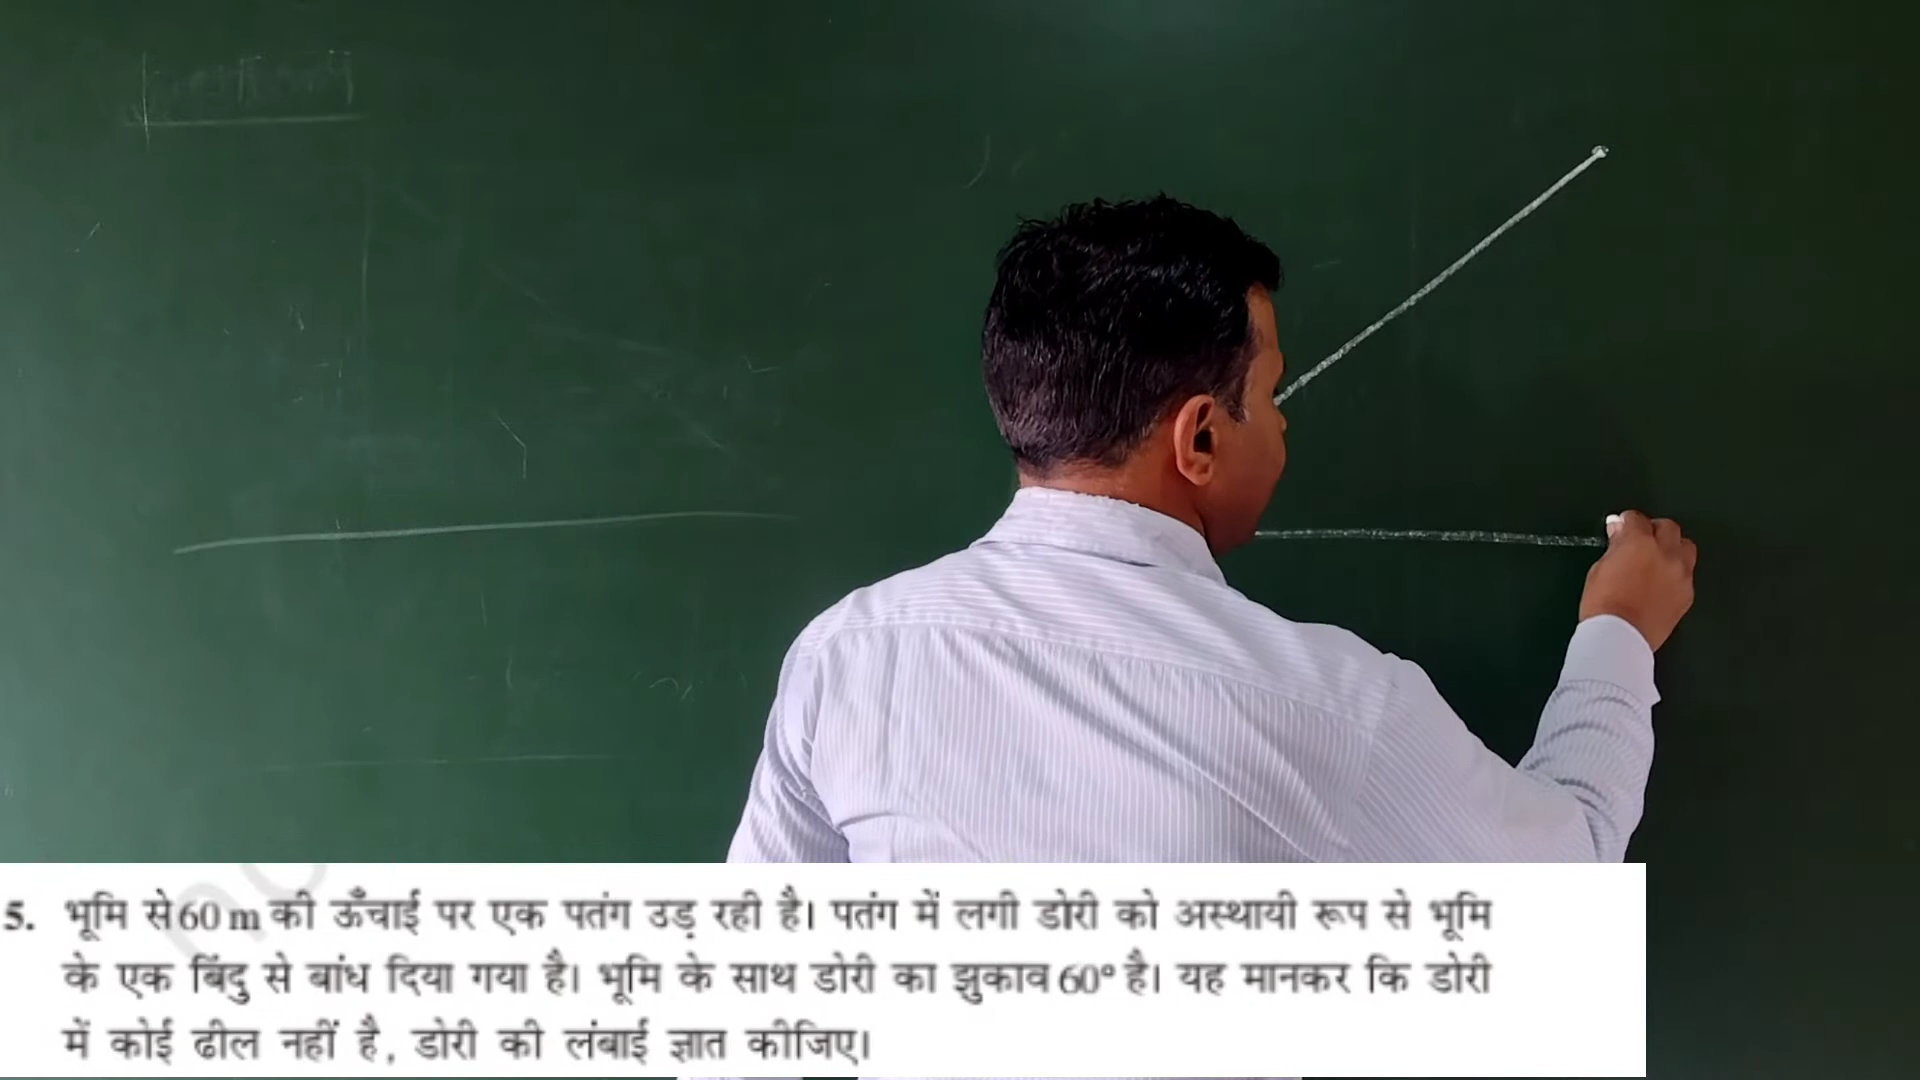 5. भूमि से 60 m की ऊँचाई पर एक पतंग उड़ रही है। पतंग में लगी डोरी को अस्थायी रूप से भूमि
के एक बिंदु से बांध दिया गया है। भूमि के साथ डोरी का झुकाव 60° है। यह मानकर कि डोरी
में कोई ढील नहीं है, डोरी की लंबाई ज्ञात कीजिए।